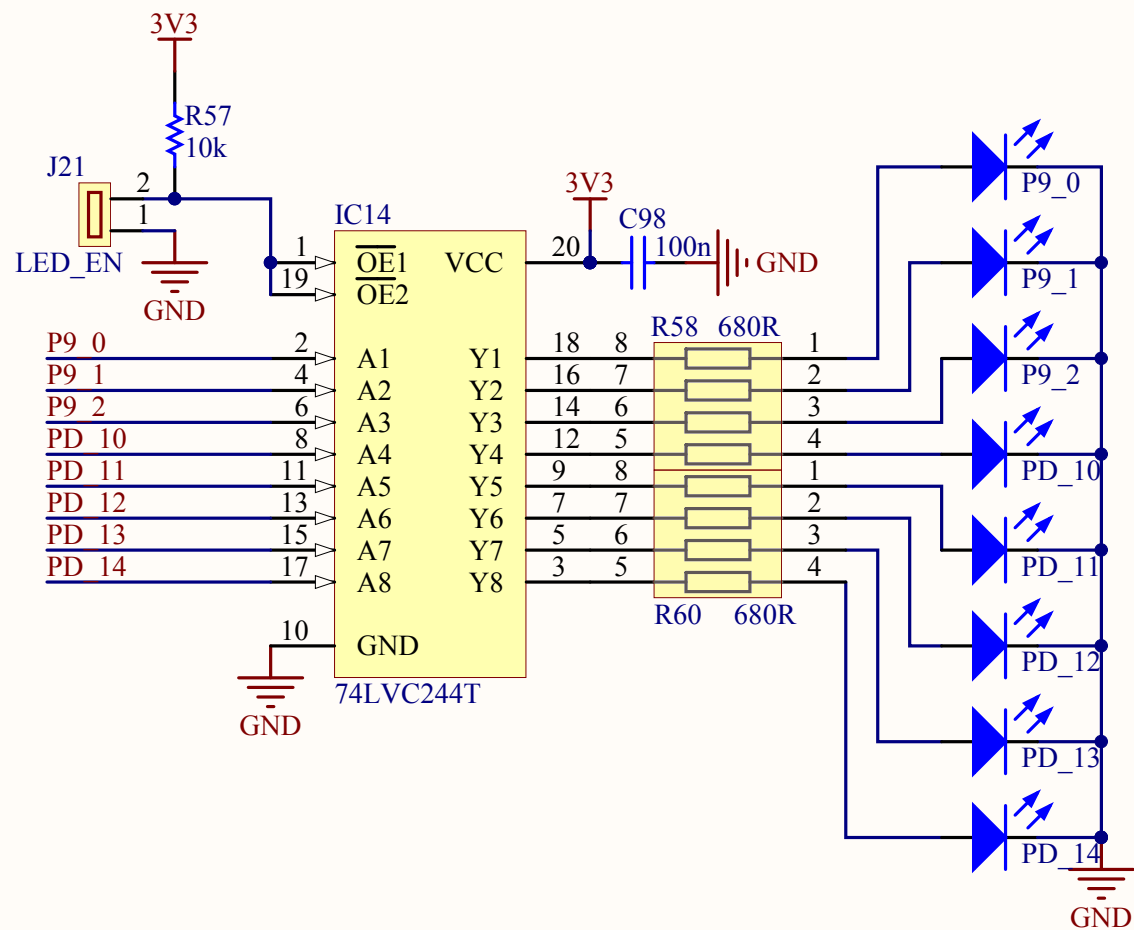 3V3
R57
10k
J21
2
1
LED_EN
GND
IC14
1
OE1
19
OE2
VCC
20
3V3
C98
100n
GND
P9_0
P9_1
P9_2
PD_10
PD_11
PD_12
PD_13
PD_14
2
4
6
8
11
13
15
17
A1
A2
A3
A4
A5
A6
A7
A8
Y1
Y2
Y3
Y4
Y5
Y6
Y7
Y8
18 8
16 7
14 6
12 5
9 8
7 7
5 6
3 5
R58 680R
1
2
3
4
1
2
3
4
R60 680R
10
GND
GND
74LVC244T
P9_0
P9_1
P9_2
PD_10
PD_11
PD_12
PD_13
PD_14
GND